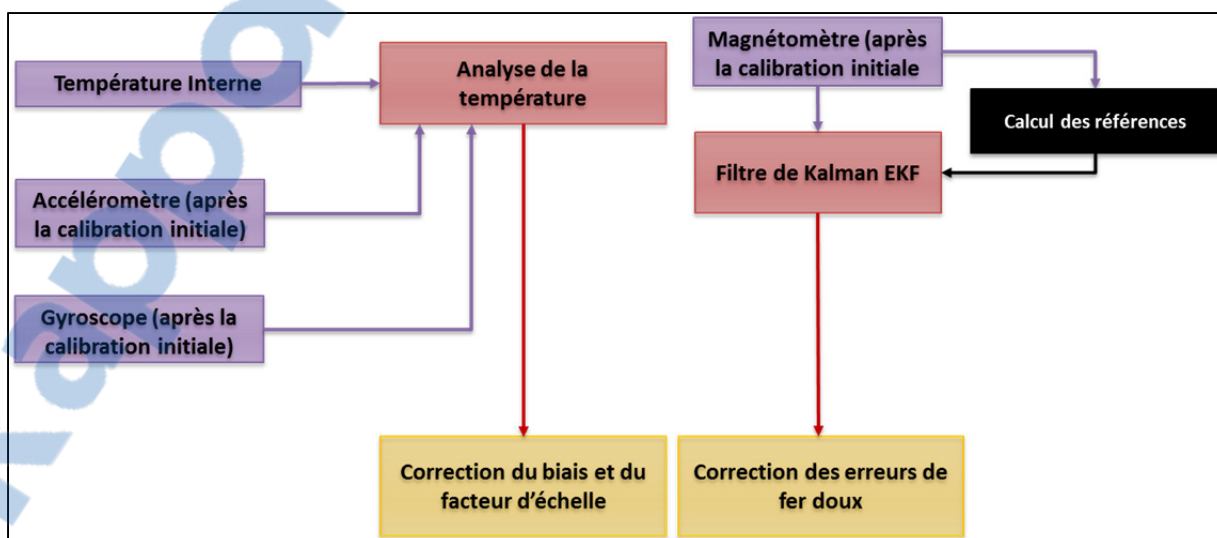 Température Interne
Analyse de la
température
Accéléromètre (après
la calibration initiale)
Gyroscope (après la
calibration initiale)
Correction du biais et du
facteur d'échelle
Magnétomètre (après
la calibration initiale
Calcul des références
Filtre de Kalman EKF
Correction des erreurs de
fer doux